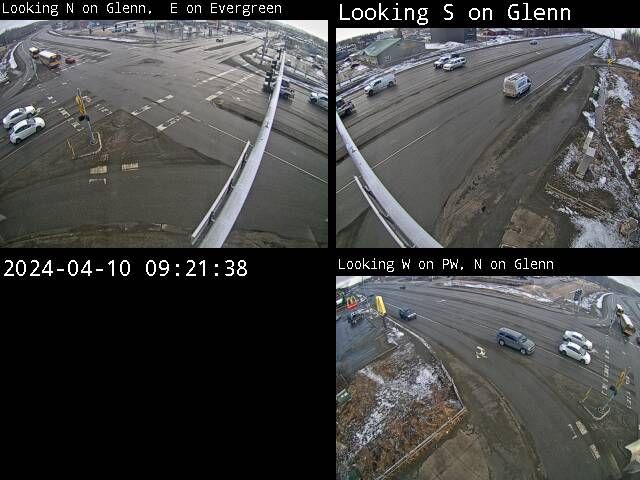 Looking N on Glenn, E on Evergreen
Looking S on Glenn
2024-04-10 09:21:38
Looking W on PW, N on Glenn